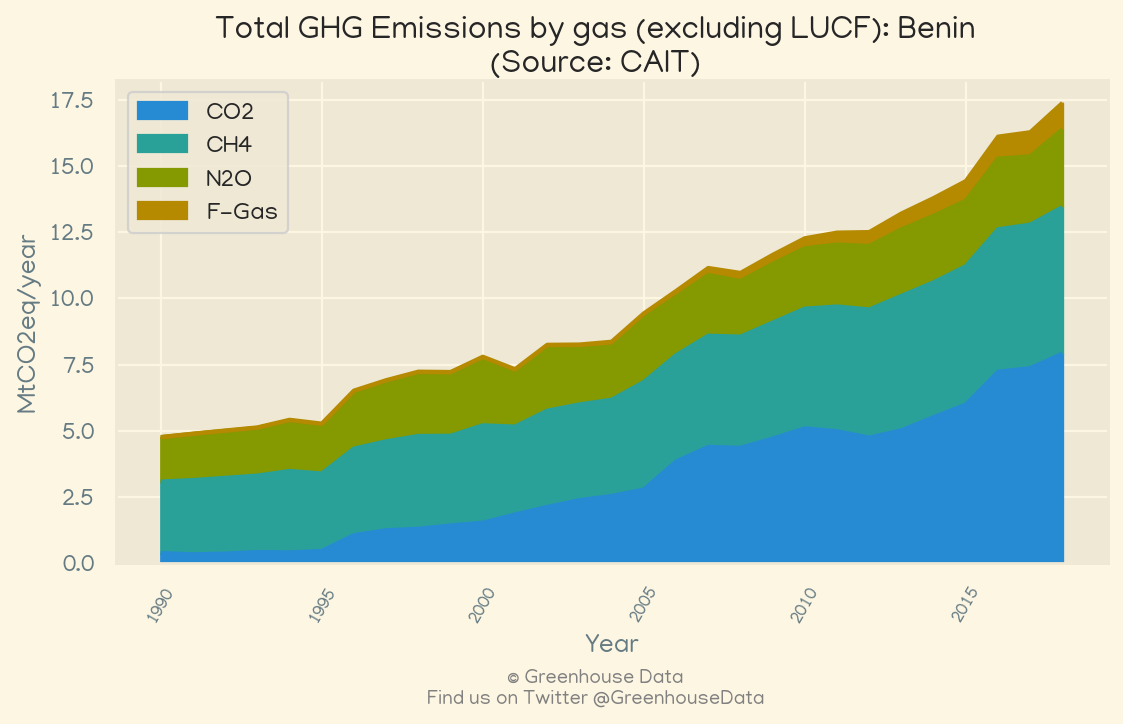 Total GHG Emissions by gas (excluding LUCF): Benin
(Source: CAIT)
CO2
CH4
N2O
F-Gas
MtCO2eq/year
17.5
15.0
12.5
10.0
7.5
5.0
2.5
0.0
1990
1995
2000
2005
2010
2015
Year
© Greenhouse Data
Find us on Twitter @GreenhouseData